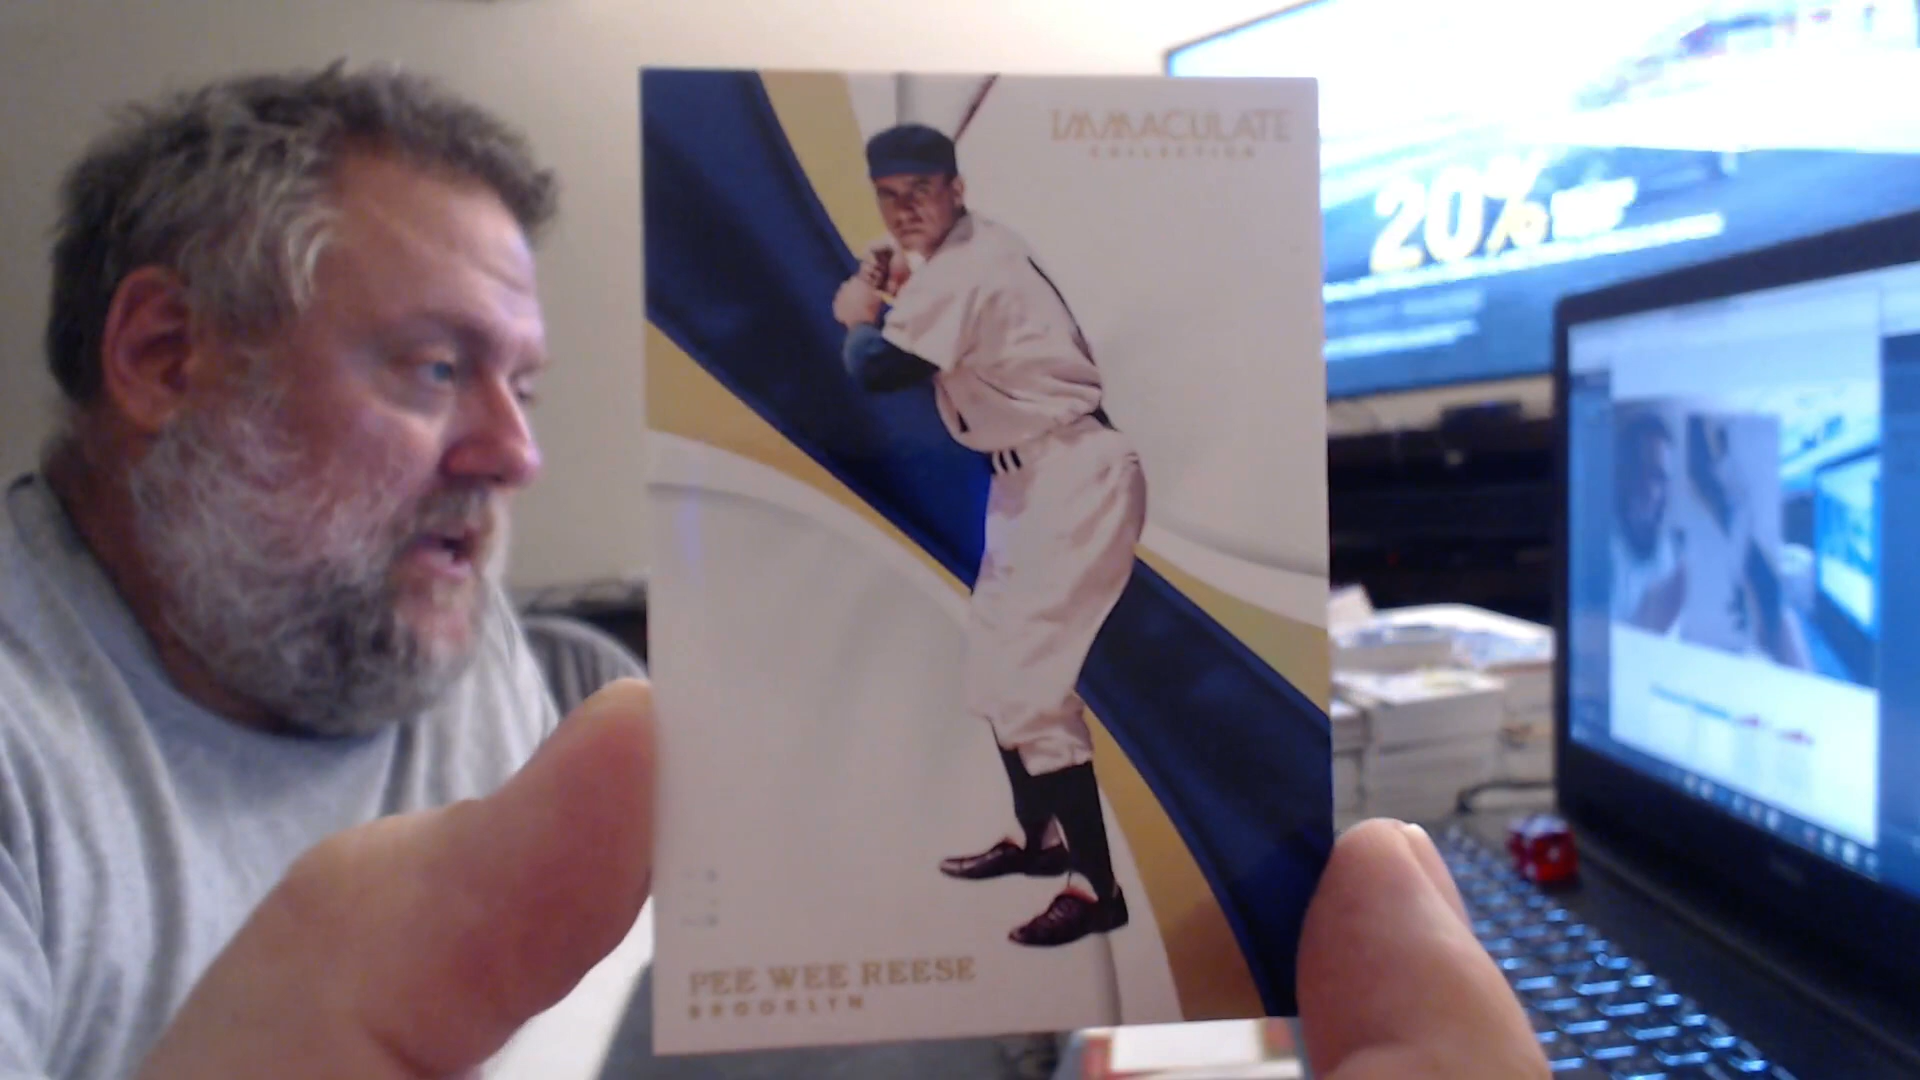 IMMACULATE
COLLECTION
20%
PEE WEE REESE
BROOKLYN